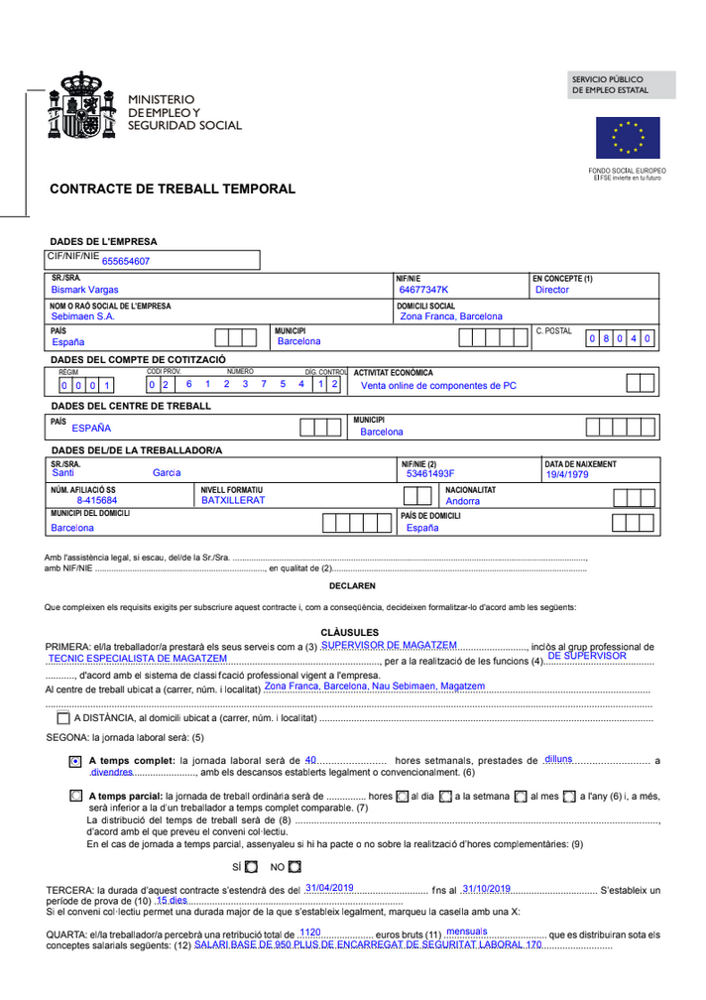 MINISTERIO
DE EMPLEO Y
SEGURIDAD SOCIAL
SERVICIO PÚBLICO
DE EMPLEO ESTATAL
FONDO SOCIAL EUROPEO
El FSE invierte en tu futuro
CONTRACTE DE TREBALL TEMPORAL
DADES DE L'EMPRESA
CIF/NIF/NIE 655654607
SR./SRA. NIF/NIE EN CONCEPTE (1)
Bismark Vargas 64677347K Director
NOM O RAÓ SOCIAL DE L'EMPRESA DOMICILI SOCIAL
Sebimaen S.A. Zona Franca, Barcelona
PAÍS MUNICIPI C. POSTAL 0 8 0 4 0
España Barcelona
DADES DEL COMPTE DE COTITZACIÓ
RÈGIM CODI PROV. NÚMERO DÍG. CONTROL ACTIVITAT ECONÒMICA
0 0 0 1 0 2 6 1 2 3 7 5 4 1 2 Venta online de componentes de PC
DADES DEL CENTRE DE TREBALL
PAÍS ESPAÑA MUNICIPI
Barcelona
DADES DEL/DE LA TREBALLADOR/A
SR./SRA. NIF/NIE (2) DATA DE NAIXEMENT
Santi Garcia 53461493F 19/4/1979
NÚM. AFILIACIÓ SS NIVELL FORMATIU NACIONALITAT
8-415684 BATXILLERAT Andorra
MUNICIPI DEL DOMICILI PAÍS DE DOMICILI
Barcelona España
Amb l'assistència legal, si escau, del/de la Sr./Sra. ..........,
amb NIF/NIE .........., en qualitat de (2)..........
DECLAREN
Que compleixen els requisits exigits per subscriure aquest contracte i, com a conseqüència, decideixen formalitzar-lo d'acord amb les següents:
CLÀUSULES
PRIMERA: el/la treballador/a prestarà els seus serveis com a (3) SUPERVISOR DE MAGATZEM, inclòs al grup professional de
TECNIC ESPECIALISTA DE MAGATZEM, per a la realització de les funcions (4) DE SUPERVISOR
.........., d'acord amb el sistema de classificació professional vigent a l'empresa.
Al centre de treball ubicat a (carrer, núm. i localitat) Zona Franca, Barcelona, Nau Sebimaen, Magatzem
A DISTÀNCIA, al domicili ubicat a (carrer, núm. i localitat) ..........
SEGONA: la jornada laboral serà: (5)
A temps complet: la jornada laboral serà de 40 hores setmanals, prestades de dilluns a
divendres, amb els descansos establerts legalment o convencionalment. (6)
A temps parcial: la jornada de treball ordinària serà de .......... hores al dia a la setmana al mes a l'any (6) i, a més,
serà inferior a la d'un treballador a temps complet comparable. (7)
La distribució del temps de treball serà de (8) ..........,
d'acord amb el que preveu el conveni col·lectiu.
En el cas de jornada a temps parcial, assenyaleu si hi ha pacte o no sobre la realització d'hores complementàries: (9)
SÍ NO
TERCERA: la durada d'aquest contracte s'estendrà des del 31/04/2019 fins al 31/10/2019 S'estableix un
període de prova de (10) 15 dies
Si el conveni col·lectiu permet una durada major de la que s'estableix legalment, marqueu la casella amb una X:
QUARTA: el/la treballador/a percebrà una retribució total de 1120 euros bruts (11) mensuals que es distribuiran sota els
conceptes salarials següents: (12) SALARI BASE DE 950 PLUS DE ENCARREGAT DE SEGURITAT LABORAL 170